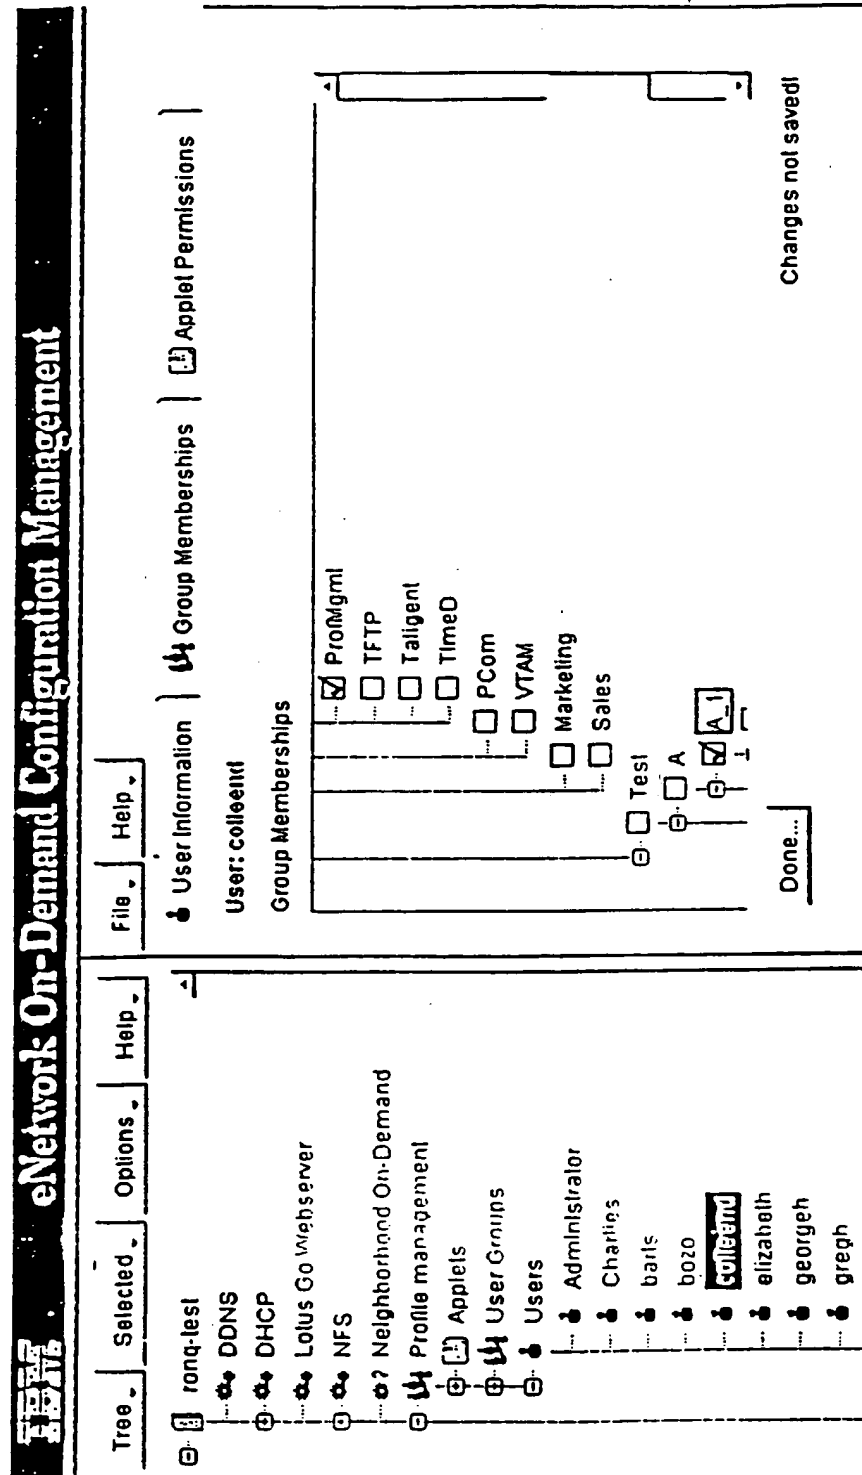 IBM eNetwork On-Demand Configuration Management
Tree Selected Options Help
ronq-test
DDNS
DHCP
Lotus Go Webserver
NFS
? Neighborhood On-Demand
Profile management
Applets
User Groups
Users
Administrator
Charlies
barls
bozo
colleend
elizabeth
georgeh
gregh
File Help
User Information Group Memberships Applet Permissions
User: colleend
Group Memberships
ProfMgmt
TFTP
Taligent
TimeD
PCom
VTAM
Marketing
Sales
Test
A
A_1
Done... Changes not saved!